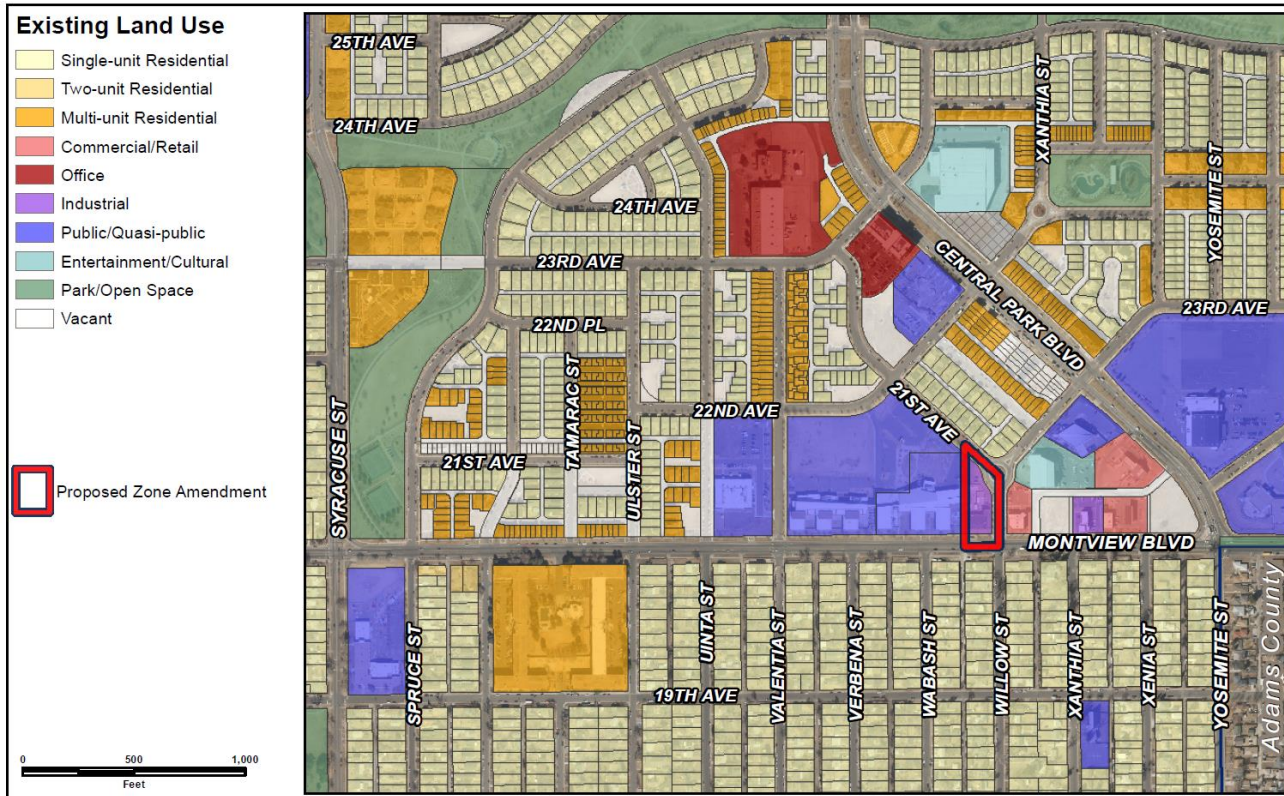 Existing Land Use
Single-unit Residential
Two-unit Residential
Multi-unit Residential
Commercial/Retail
Office
Industrial
Public/Quasi-public
Entertainment/Cultural
Park/Open Space
Vacant
Proposed Zone Amendment
0 500 1,000
Feet
25TH AVE
24TH AVE
XANTHIA ST
24TH AVE
YOSEMITE ST
23RD AVE
CENTRAL PARK BLVD
23RD AVE
22ND PL
TAMARAC ST
22ND AVE
21ST AVE
SYRACUSE ST
21ST AVE
ULSTER ST
MONTVIEW BLVD
SPRUCE ST
UINTA ST
VALENTIA ST
VERBENA ST
WABASH ST
WILLOW ST
XANTHIA ST
XENIA ST
YOSEMITE ST
Adams County
19TH AVE